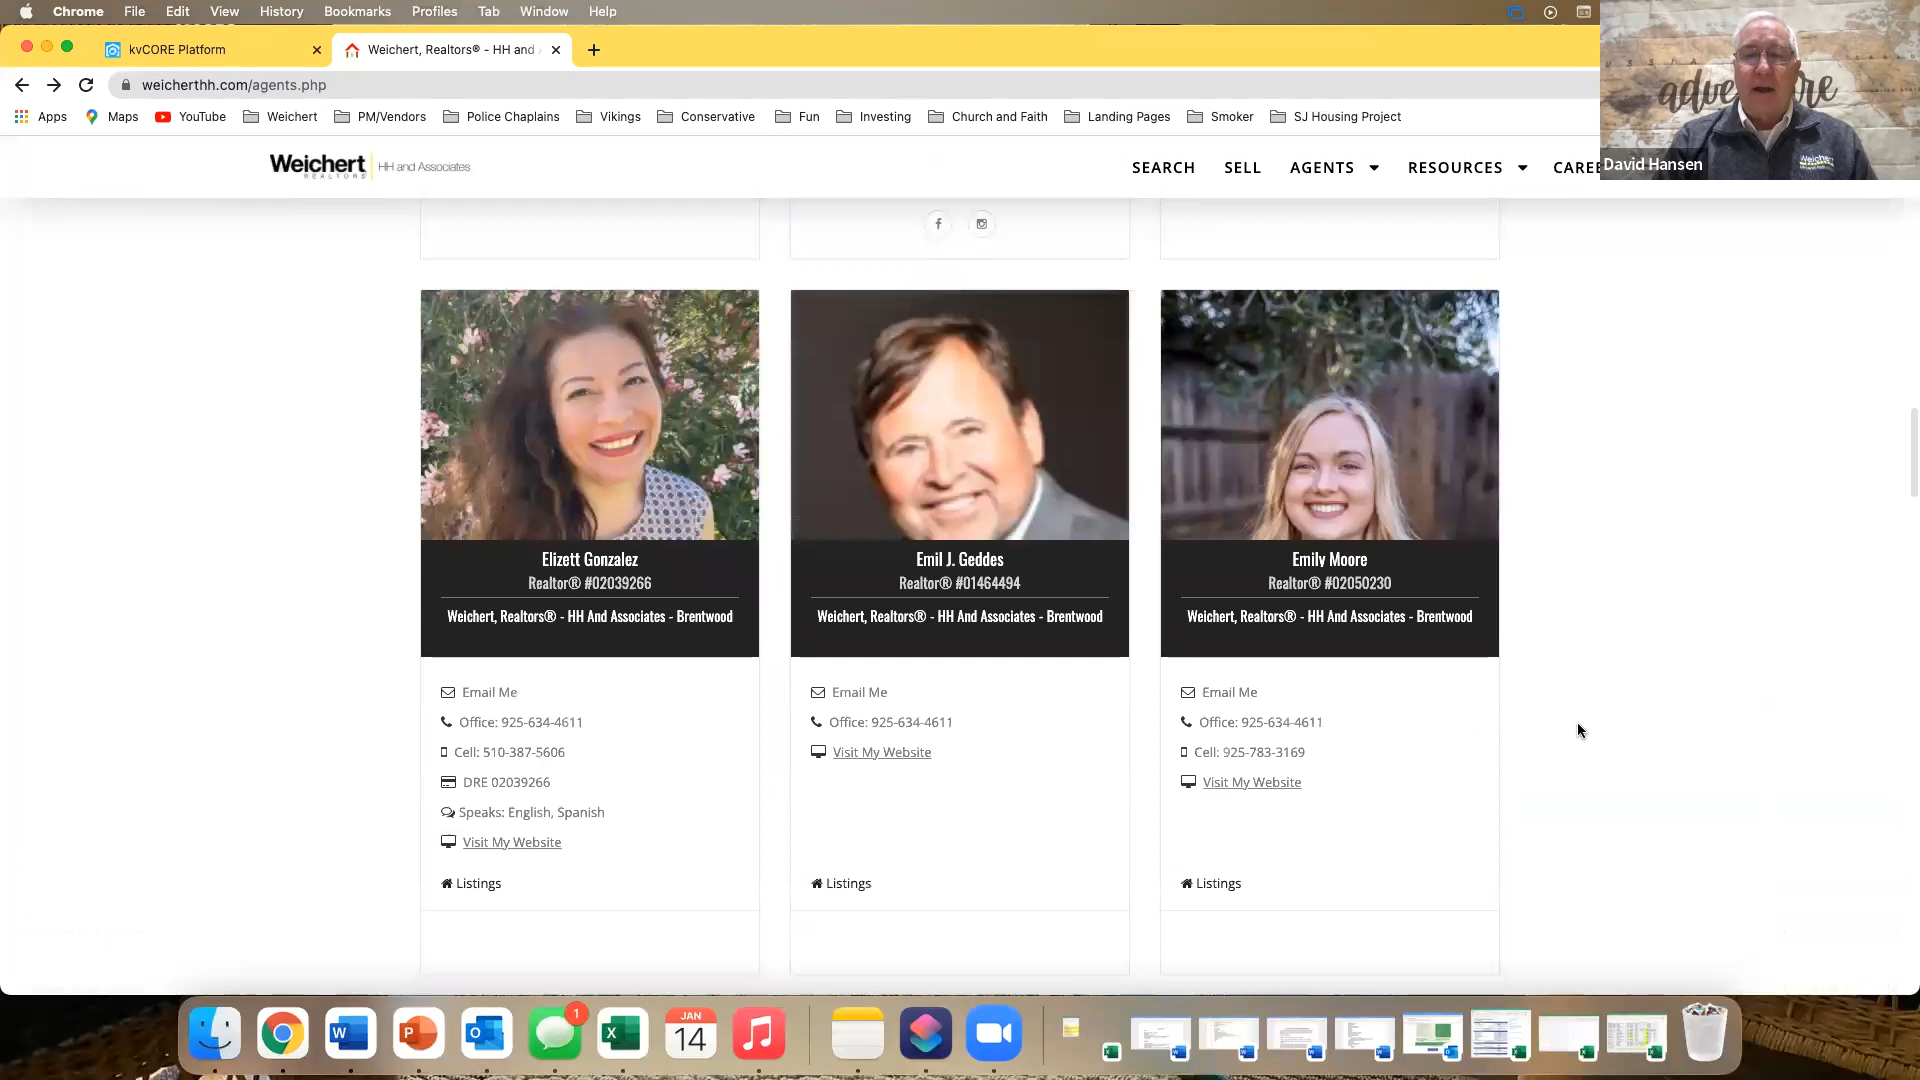 Chrome File Edit View History Bookmarks Profiles Tab Window Help
kvCORE Platform
Weichert, Realtors® - HH and
weicherthh.com/agents.php
Apps Maps YouTube Weichert PM/Vendors Police Chaplains Vikings Conservative Fun Investing Church and Faith Landing Pages Smoker SJ Housing Project
Weichert HH and Associates
REALTORS
SEARCH SELL AGENTS RESOURCES CAREE
adventure
Weichert
David Hansen
Elizett Gonzalez
Realtor® #02039266
Weichert, Realtors® - HH And Associates - Brentwood
Email Me
Office: 925-634-4611
Cell: 510-387-5606
DRE 02039266
Speaks: English, Spanish
Visit My Website
Listings
Emil J. Geddes
Realtor® #01464494
Weichert, Realtors® - HH And Associates - Brentwood
Email Me
Office: 925-634-4611
Visit My Website
Listings
Emily Moore
Realtor® #02050230
Weichert, Realtors® - HH And Associates - Brentwood
Email Me
Office: 925-634-4611
Cell: 925-783-3169
Visit My Website
Listings
1
JAN
14